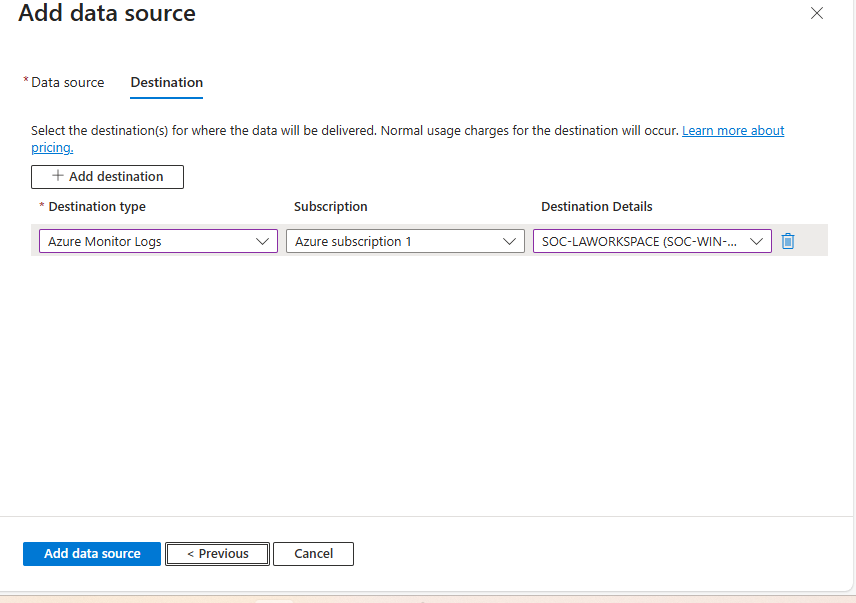 Add data source
* Data source Destination
Select the destination(s) for where the data will be delivered. Normal usage charges for the destination will occur. Learn more about
pricing.
+ Add destination
* Destination type Subscription Destination Details
Azure Monitor Logs Azure subscription 1 SOC-LAWORKSPACE (SOC-WIN-...
Add data source < Previous Cancel